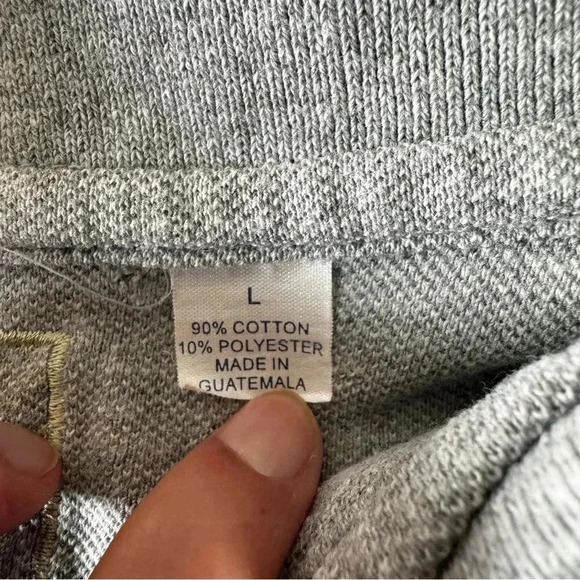 L
90% COTTON
10% POLYESTER
MADE IN
GUATEMALA